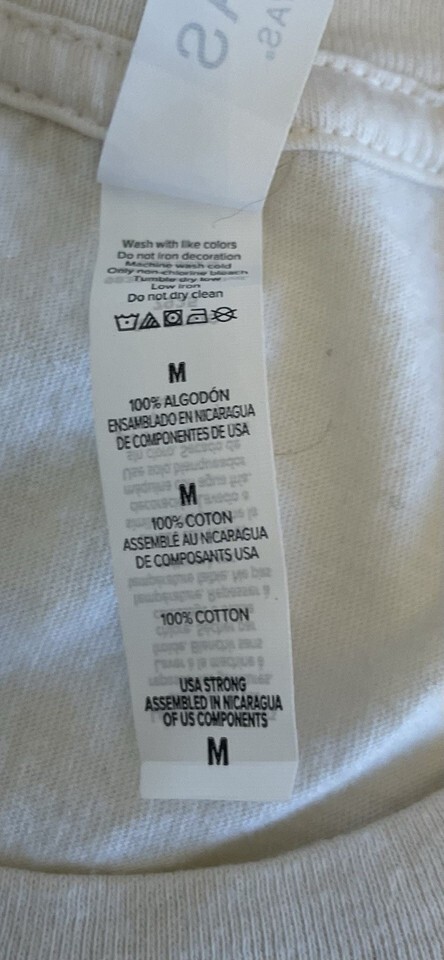 AS
AS®
Wash with like colors
Do not iron decoration
Machine wash cold
Only non-chlorine bleach
Tumble dry low
Low iron
Do not dry clean
M
100% ALGODÓN
ENSAMBLADO EN NICARAGUA
DE COMPONENTES DE USA
M
100% COTON
ASSEMBLÉ AU NICARAGUA
DE COMPOSANTS USA
100% COTTON
USA STRONG
ASSEMBLED IN NICARAGUA
OF US COMPONENTS
M